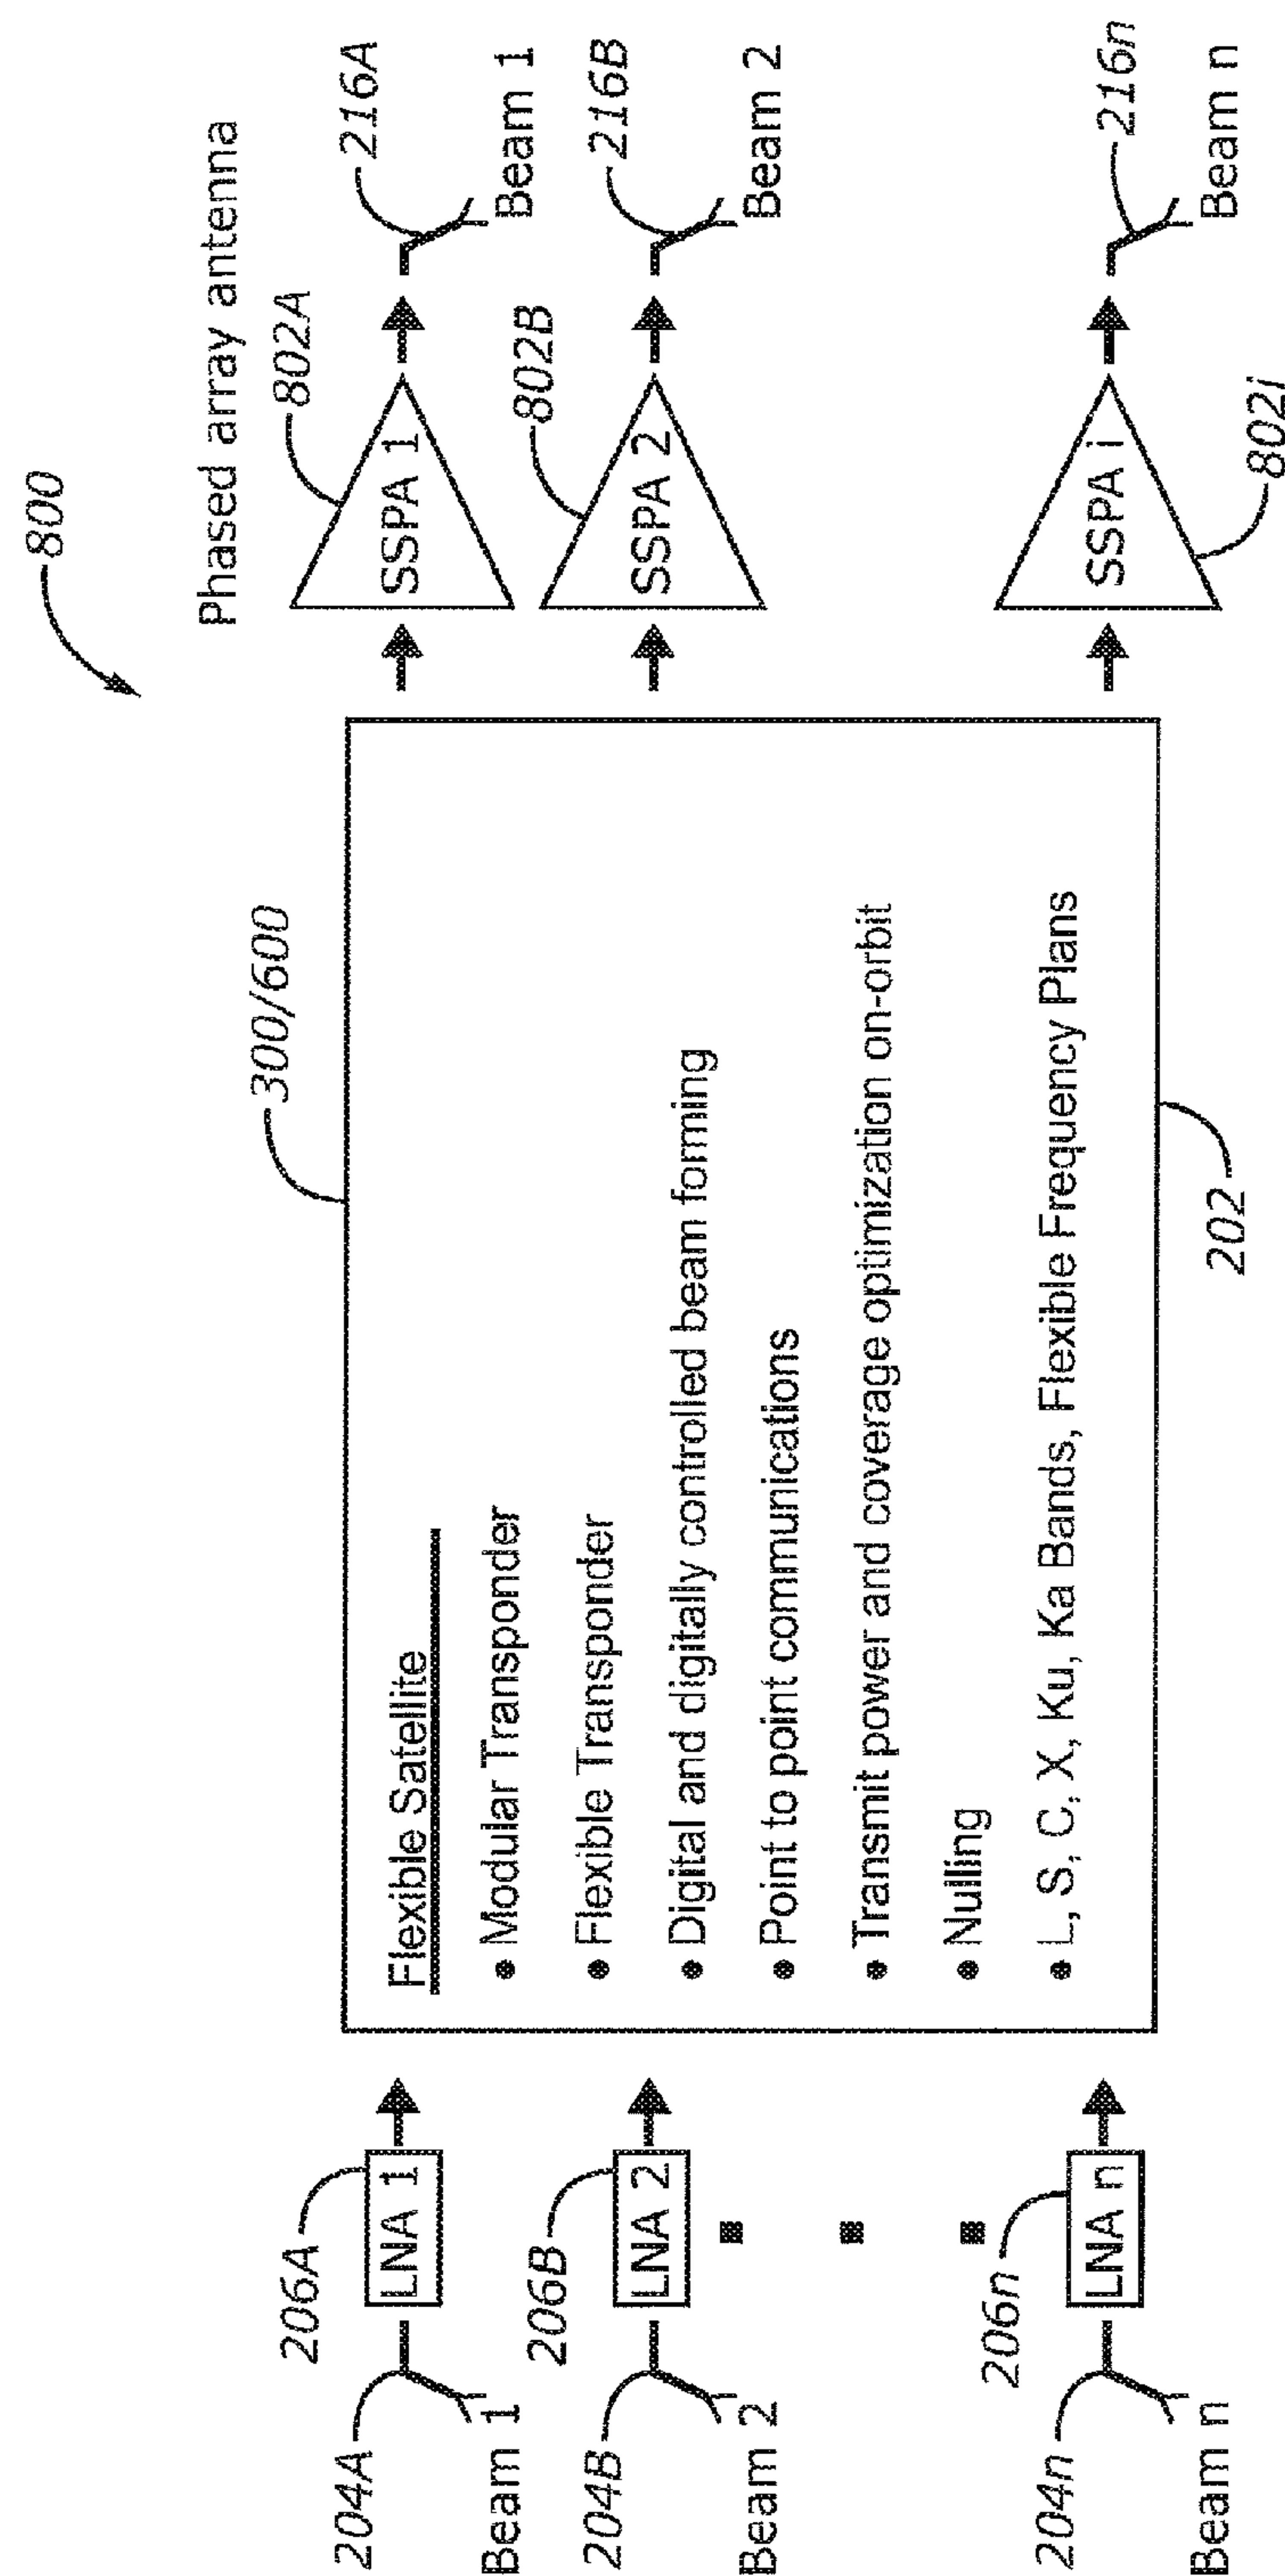 800
Phased array antenna
204A
206A
LNA 1
Beam 1
204B
206B
LNA 2
Beam 2
204n
206n
LNA n
Beam n
300/600
Flexible Satellite
• Modular Transponder
• Flexible Transponder
• Digital and digitally controlled beam forming
• Point to point communications
• Transmit power and coverage optimization on-orbit
• Nulling
• L, S, C, X, Ku, Ka Bands, Flexible Frequency Plans
202
802A
SSPA 1
216A
Beam 1
802B
SSPA 2
216B
Beam 2
SSPA i
802i
216n
Beam n